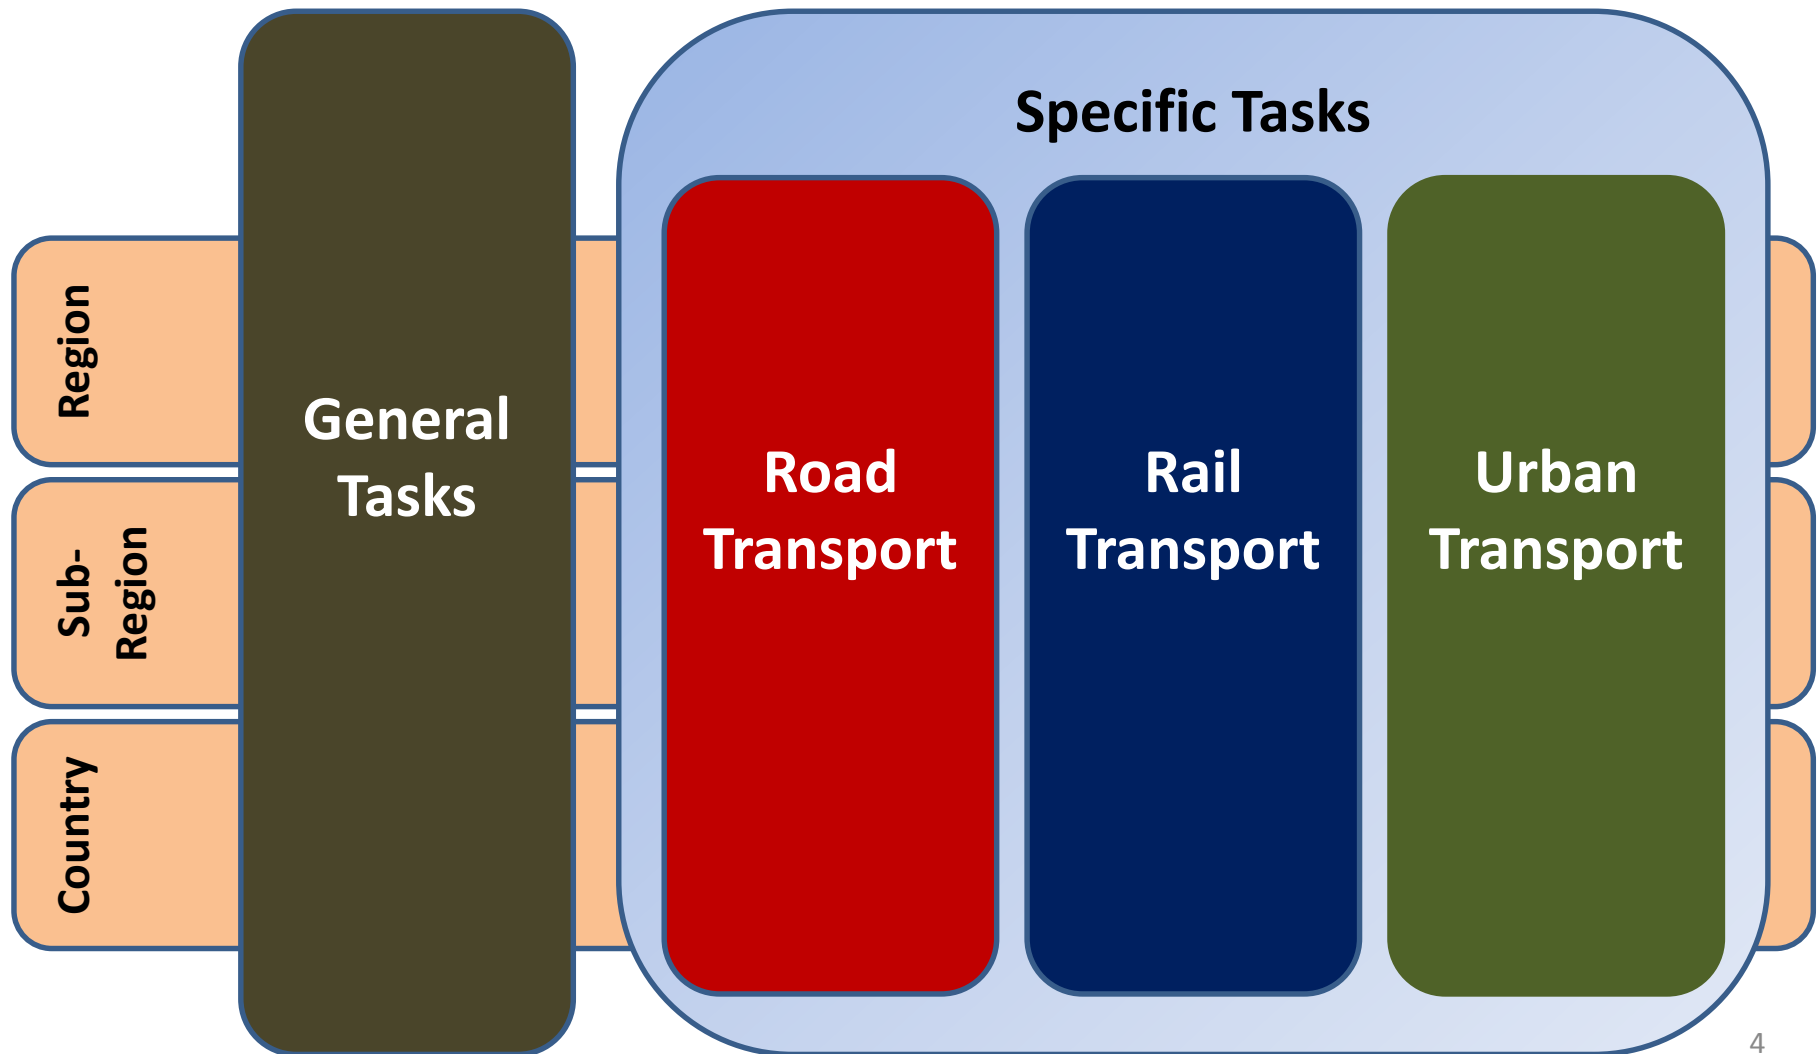 Specific Tasks
Region
Sub-
Region
Country
General
Tasks
Road
Transport
Rail
Transport
Urban
Transport
4